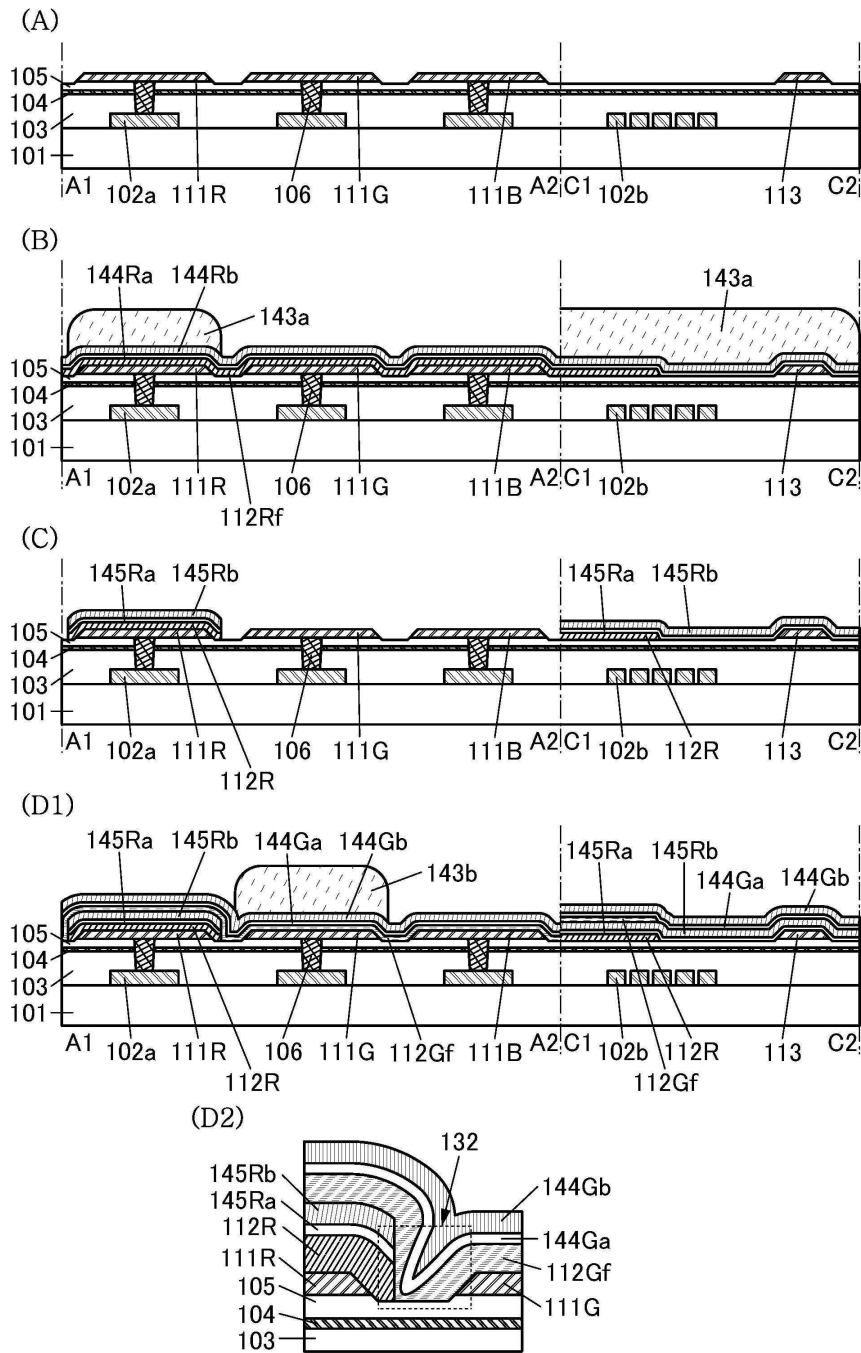 (A)
105
104
103
101
A1 102a 111R 106 111G 111B A2 C1 102b 113 C2
(B)
144Ra 144Rb
143a 143a
105
104
103
101
A1 102a 111R 106 111G 111B A2 C1 102b 113 C2
112Rf
(C)
145Ra 145Rb 145Ra 145Rb
105
104
103
101
A1 102a 111R 106 111G 111B A2 C1 102b 112R 113 C2
112R
(D1)
145Ra 145Rb 144Ga 144Gb 145Ra 145Rb 144Ga 144Gb
143b
105
104
103
101
A1 102a 111R 106 111G 112Gf 111B A2 C1 102b 112R 113 C2
112R 112Gf
(D2)
132
145Rb
145Ra
112R
111R
105
104
103
144Gb
144Ga
112Gf
111G